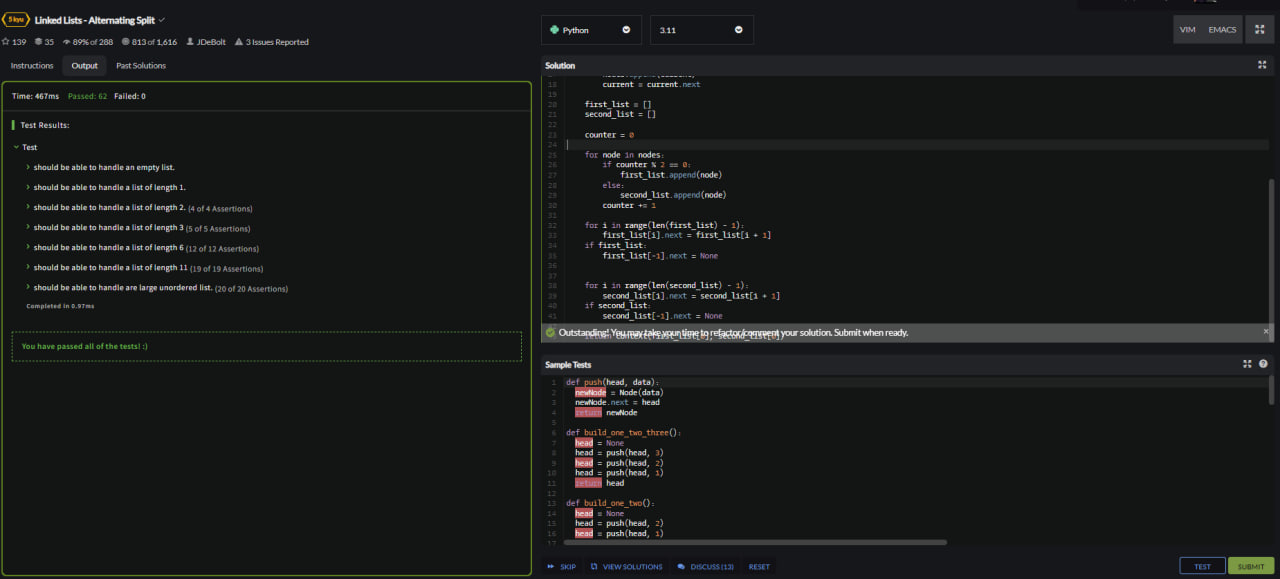 5 kyu Linked Lists - Alternating Split
139 35 89% of 288 813 of 1,616 JDeBolt 3 Issues Reported
Instructions Output Past Solutions
Time: 467ms Passed: 62 Failed: 0
Test Results:
Test
should be able to handle an empty list.
should be able to handle a list of length 1.
should be able to handle a list of length 2. (4 of 4 Assertions)
should be able to handle a list of length 3 (5 of 5 Assertions)
should be able to handle a list of length 6 (12 of 12 Assertions)
should be able to handle a list of length 11 (19 of 19 Assertions)
should be able to handle are large unordered list. (20 of 20 Assertions)
Completed in 0.97ms
You have passed all of the tests! :)
Python 3.11 VIM EMACS
Solution
18 current = current.next
19
20 first_list = []
21 second_list = []
22
23 counter = 0
24
25 for node in nodes:
26 if counter % 2 == 0:
27 first_list.append(node)
28 else:
29 second_list.append(node)
30 counter += 1
31
32 for i in range(len(first_list) - 1):
33 first_list[i].next = first_list[i + 1]
34 if first_list:
35 first_list[-1].next = None
36
37
38 for i in range(len(second_list) - 1):
39 second_list[i].next = second_list[i + 1]
40 if second_list:
41 second_list[-1].next = None
Outstanding! You may take your time to refactor/comment your solution. Submit when ready.
return Context(first_list[0], second_list[0])
Sample Tests
1 def push(head, data):
2 newNode = Node(data)
3 newNode.next = head
4 return newNode
5
6 def build_one_two_three():
7 head = None
8 head = push(head, 3)
9 head = push(head, 2)
10 head = push(head, 1)
11 return head
12
13 def build_one_two():
14 head = None
15 head = push(head, 2)
16 head = push(head, 1)
17
SKIP VIEW SOLUTIONS DISCUSS (13) RESET TEST SUBMIT